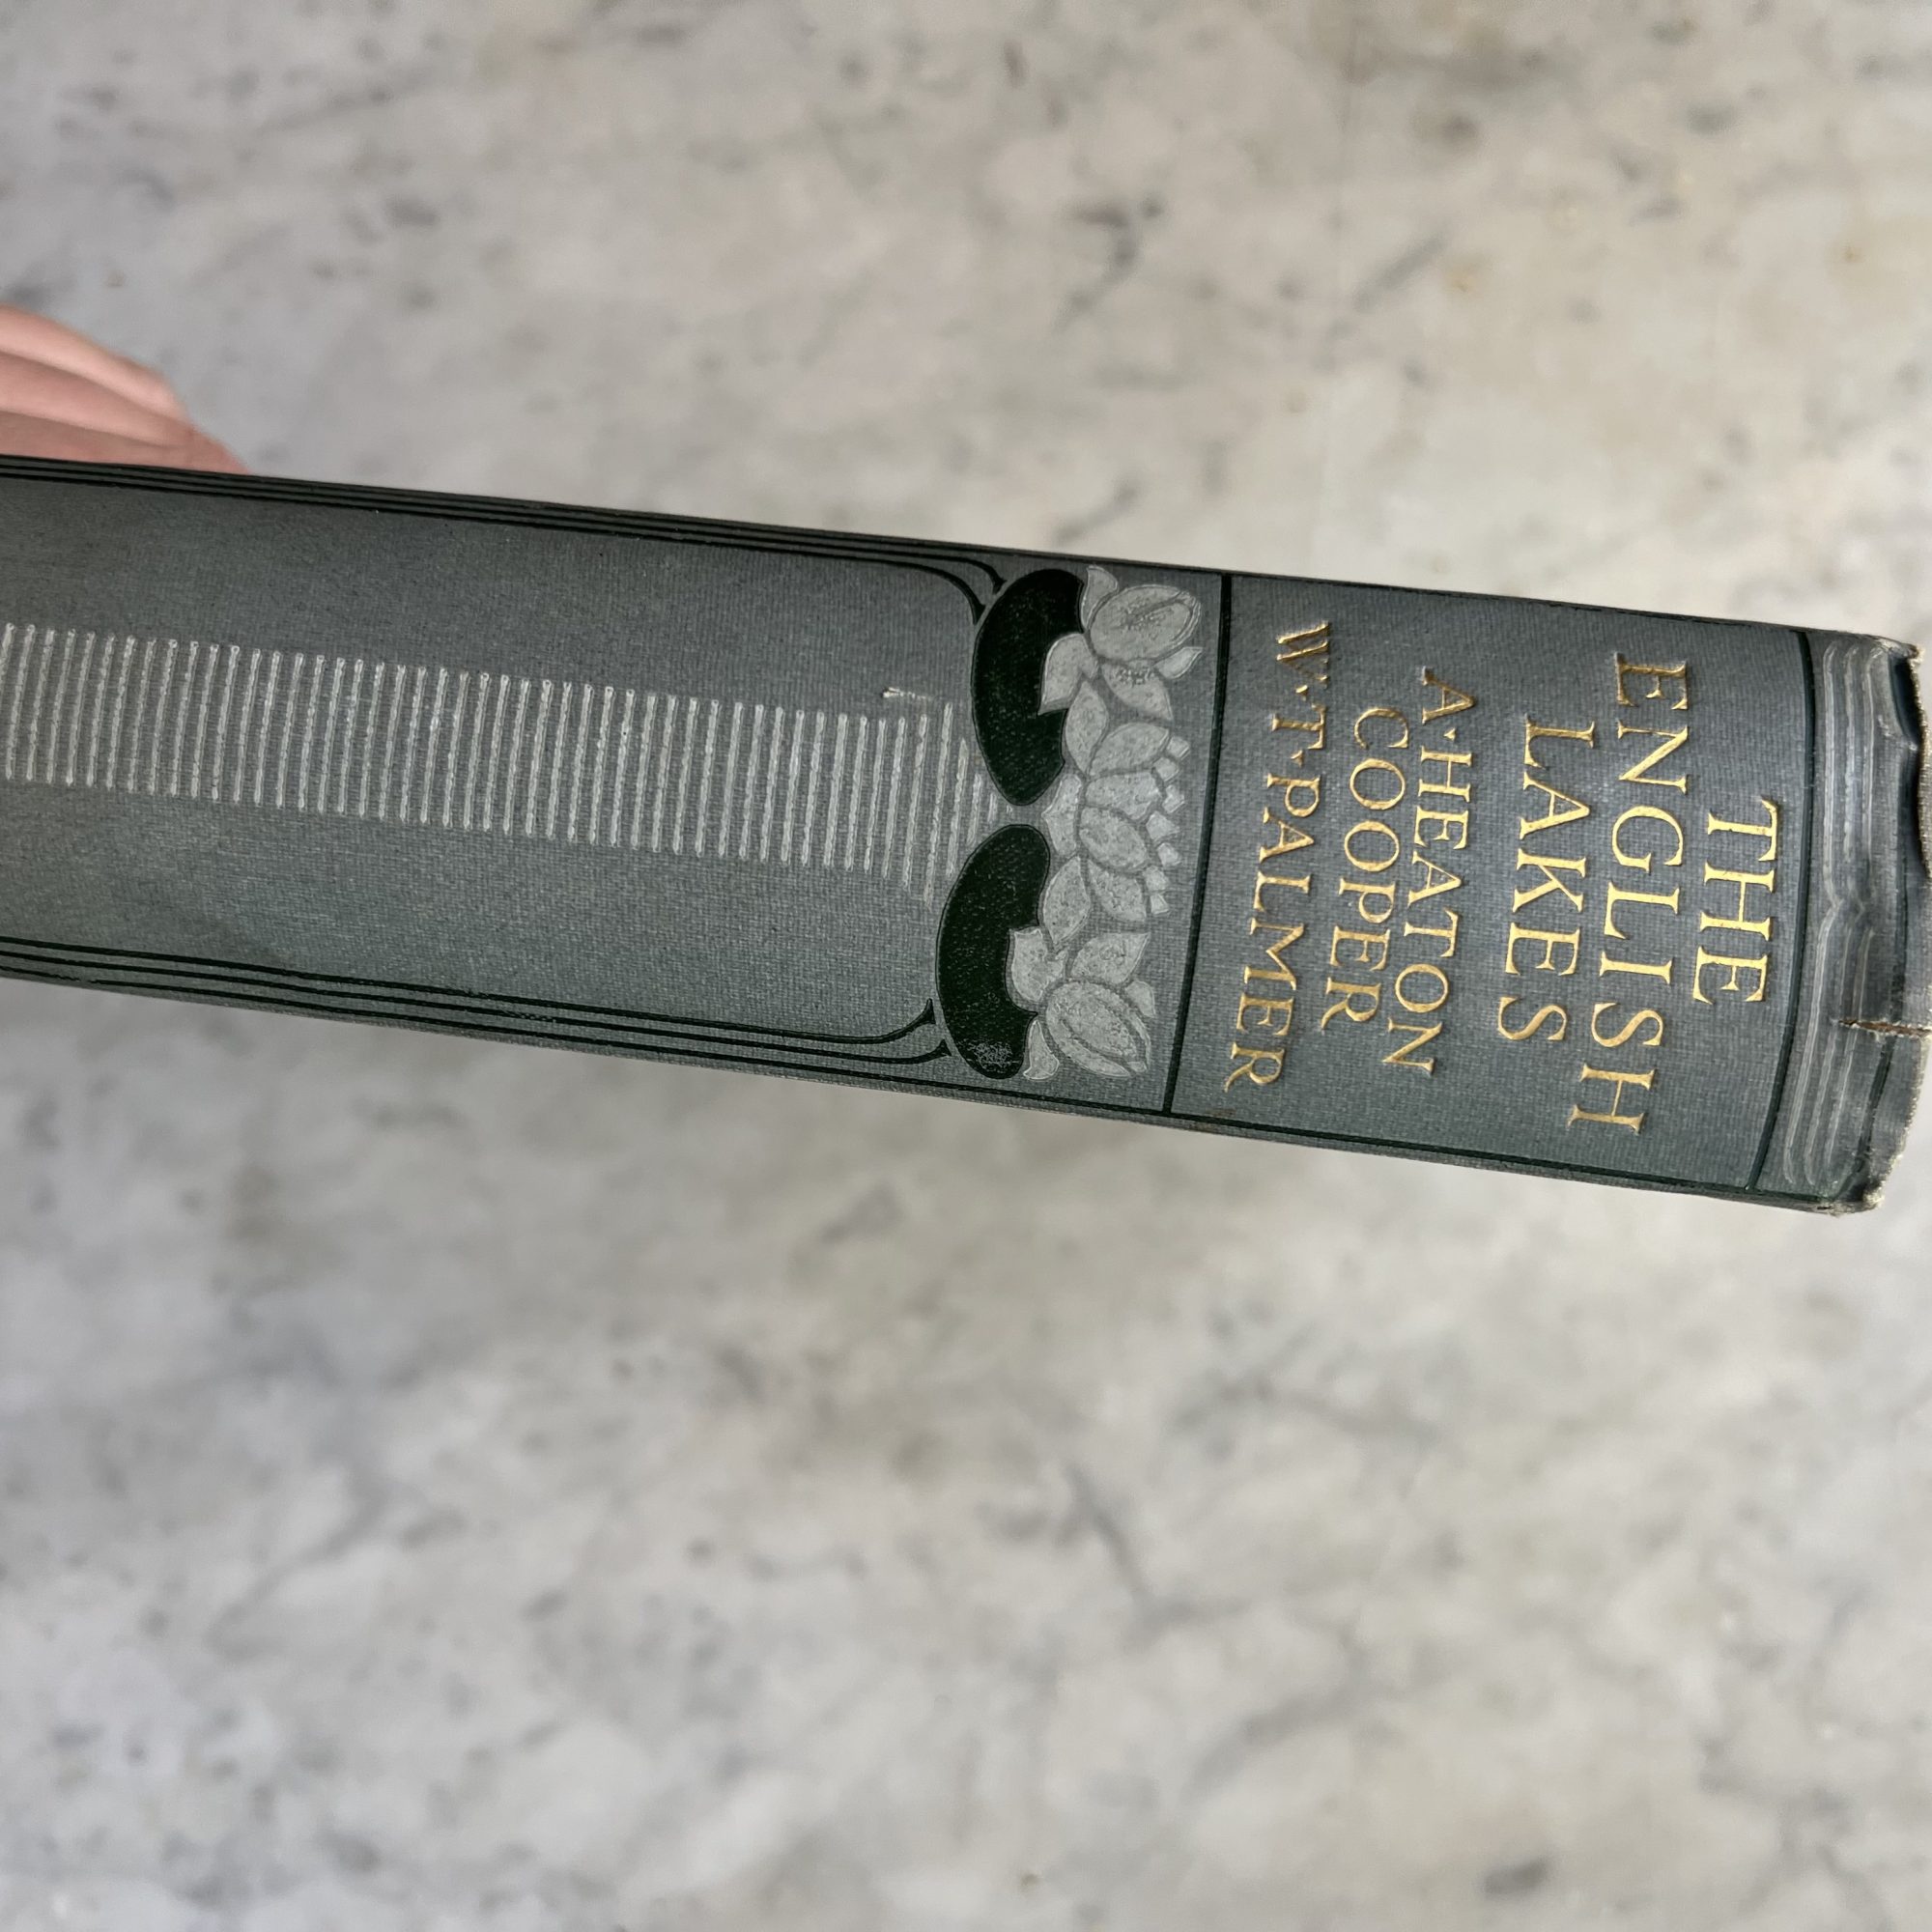 THE
ENGLISH
LAKES
A·HEATON
COOPER
W·T·PALMER